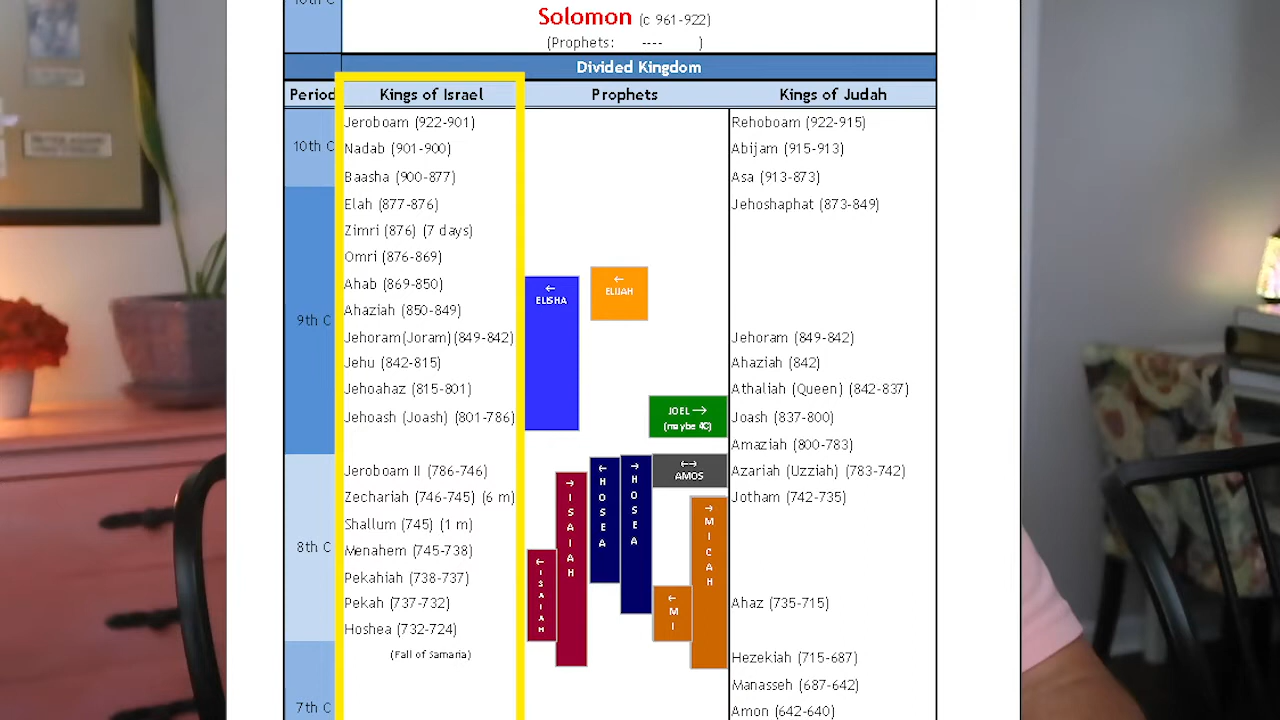 10th C
Solomon (c 961-922)
(Prophets: ---- )
Divided Kingdom
Period Kings of Israel Prophets Kings of Judah
10th C
Jeroboam (922-901)
Nadab (901-900)
Baasha (900-877)
Rehoboam (922-915)
Abijam (915-913)
Asa (913-873)
9th C
Elah (877-876)
Zimri (876) (7 days)
Omri (876-869)
Ahab (869-850)
Ahaziah (850-849)
Jehoram(Joram)(849-842)
Jehu (842-815)
Jehoahaz (815-801)
Jehoash (Joash) (801-786)
←
ELISHA
←
ELIJAH
JOEL →
(maybe 4C)
Jehoshaphat (873-849)
Jehoram (849-842)
Ahaziah (842)
Athaliah (Queen) (842-837)
Joash (837-800)
Amaziah (800-783)
8th C
Jeroboam II (786-746)
Zechariah (746-745) (6 m)
Shallum (745) (1 m)
Menahem (745-738)
Pekahiah (738-737)
Pekah (737-732)
Hoshea (732-724)
(Fall of Samaria)
← ISAIAH
→ ISAIAH
← HOSEA
→ HOSEA
←→
AMOS
← MI
→ MICAH
Azariah (Uzziah) (783-742)
Jotham (742-735)
Ahaz (735-715)
7th C
Hezekiah (715-687)
Manasseh (687-642)
Amon (642-640)